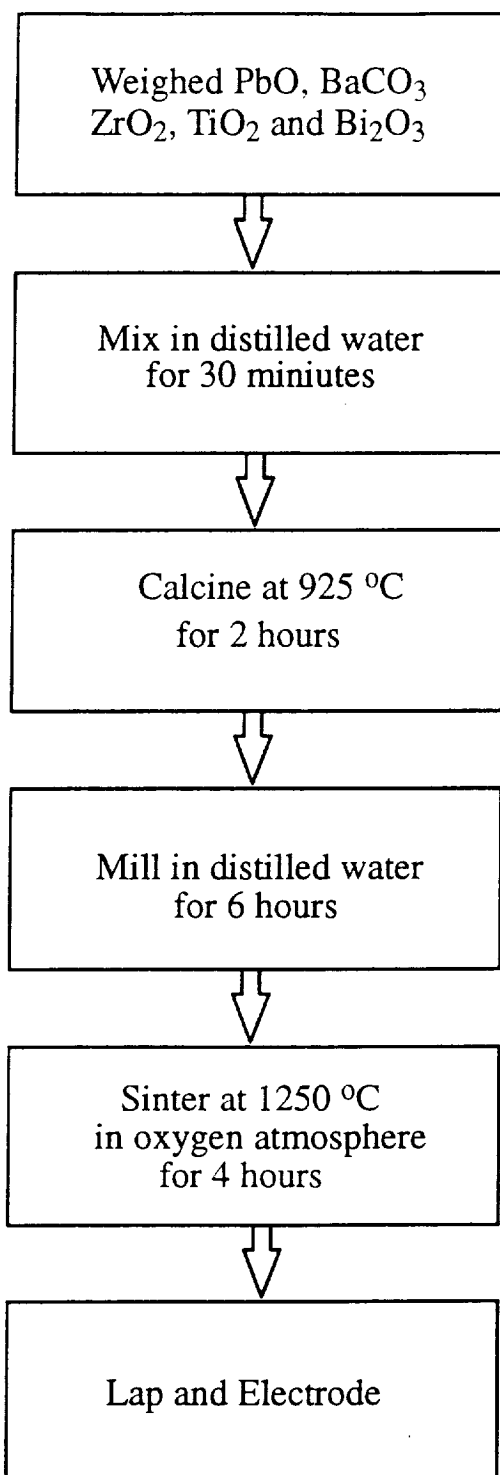 Weighed PbO, BaCO₃
ZrO₂, TiO₂ and Bi₂O₃
Mix in distilled water
for 30 miniutes
Calcine at 925 ºC
for 2 hours
Mill in distilled water
for 6 hours
Sinter at 1250 ºC
in oxygen atmosphere
for 4 hours
Lap and Electrode